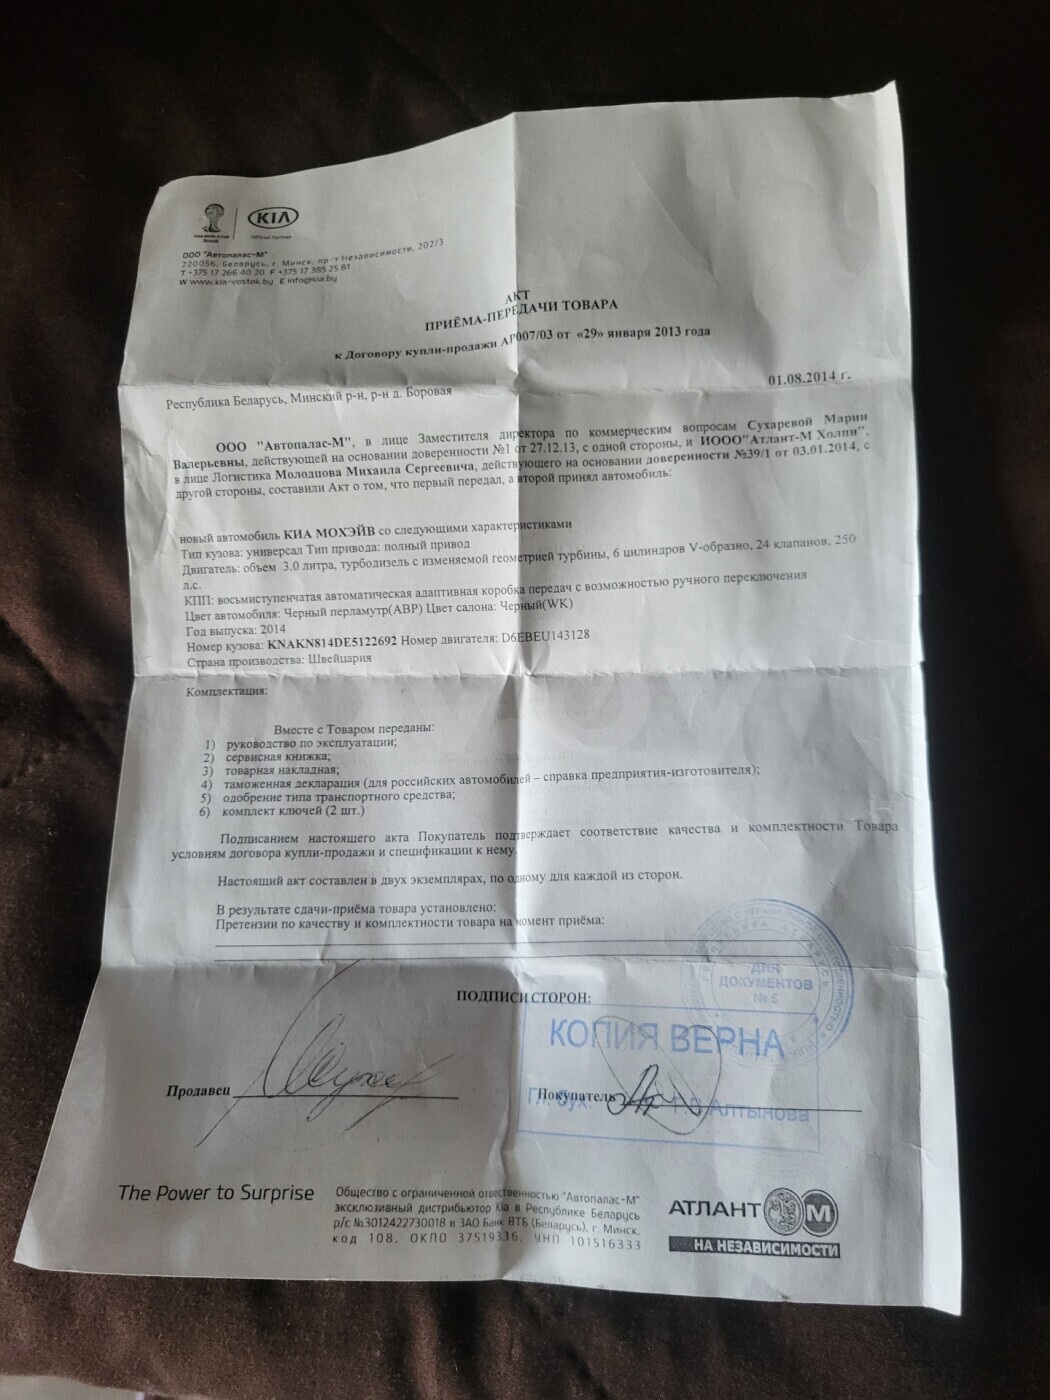 KIA
ООО "Автопалас-М"
220056, Беларусь, г. Минск, пр-т Независимости, 202/3
T +375 17 266 40 20 F +375 17 385 25 81
W www.kia-vostok.by E info@kia.by
АКТ
ПРИЁМА-ПЕРЕДАЧИ ТОВАРА
к Договору купли-продажи АР007/03 от «29» января 2013 года
01.08.2014 г.
Республика Беларусь, Минский р-н, р-н д. Боровая
ООО "Автопалас-М", в лице Заместителя директора по коммерческим вопросам Сухаревой Марии
Валерьевны, действующей на основании доверенности №1 от 27.12.13, с одной стороны, и ИООО"Атлант-М Холпи",
в лице Логистика Молодцова Михаила Сергеевича, действующего на основании доверенности №39/1 от 03.01.2014, с
другой стороны, составили Акт о том, что первый передал, а второй принял автомобиль:
новый автомобиль КИА МОХЭЙВ со следующими характеристиками
Тип кузова: универсал Тип привода: полный привод
Двигатель: объем 3.0 литра, турбодизель с изменяемой геометрией турбины, 6 цилиндров V-образно, 24 клапанов, 250
л.с.
КПП: восьмиступенчатая автоматическая адаптивная коробка передач с возможностью ручного переключения
Цвет автомобиля: Черный перламутр(ABP) Цвет салона: Черный(WK)
Год выпуска: 2014
Номер кузова: KNAKN814DE5122692 Номер двигателя: D6EBEU143128
Страна производства: Швейцария
Комплектация:
Вместе с Товаром переданы:
1) руководство по эксплуатации;
2) сервисная книжка;
3) товарная накладная;
4) таможенная декларация (для российских автомобилей – справка предприятия-изготовителя);
5) одобрение типа транспортного средства;
6) комплект ключей (2 шт.)
Подписанием настоящего акта Покупатель подтверждает соответствие качества и комплектности Товара
условиям договора купли-продажи и спецификации к нему.
Настоящий акт составлен в двух экземплярах, по одному для каждой из сторон.
В результате сдачи-приёма товара установлено:
Претензии по качеству и комплектности товара на момент приёма:
ДЛЯ
ДОКУМЕНТОВ
№ 5
ПОДПИСИ СТОРОН:
КОПИЯ ВЕРНА
Продавец
Покупатель
Гл. бух. Алтынова
The Power to Surprise
Общество с ограниченной ответственностью "Автопалас-М"
эксклюзивный дистрибьютор Kia в Республике Беларусь
р/с №3012422730018 в ЗАО Банк ВТБ (Беларусь), г. Минск,
код 108, ОКПО 37519336, УНП 101516333
АТЛАНТ М
НА НЕЗАВИСИМОСТИ